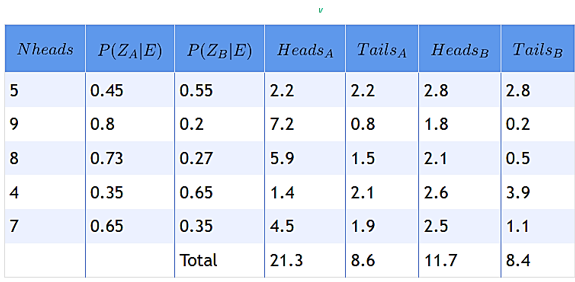 v
Nheads P(Z_A|E) P(Z_B|E) Heads_A Tails_A Heads_B Tails_B
5 0.45 0.55 2.2 2.2 2.8 2.8
9 0.8 0.2 7.2 0.8 1.8 0.2
8 0.73 0.27 5.9 1.5 2.1 0.5
4 0.35 0.65 1.4 2.1 2.6 3.9
7 0.65 0.35 4.5 1.9 2.5 1.1
Total 21.3 8.6 11.7 8.4